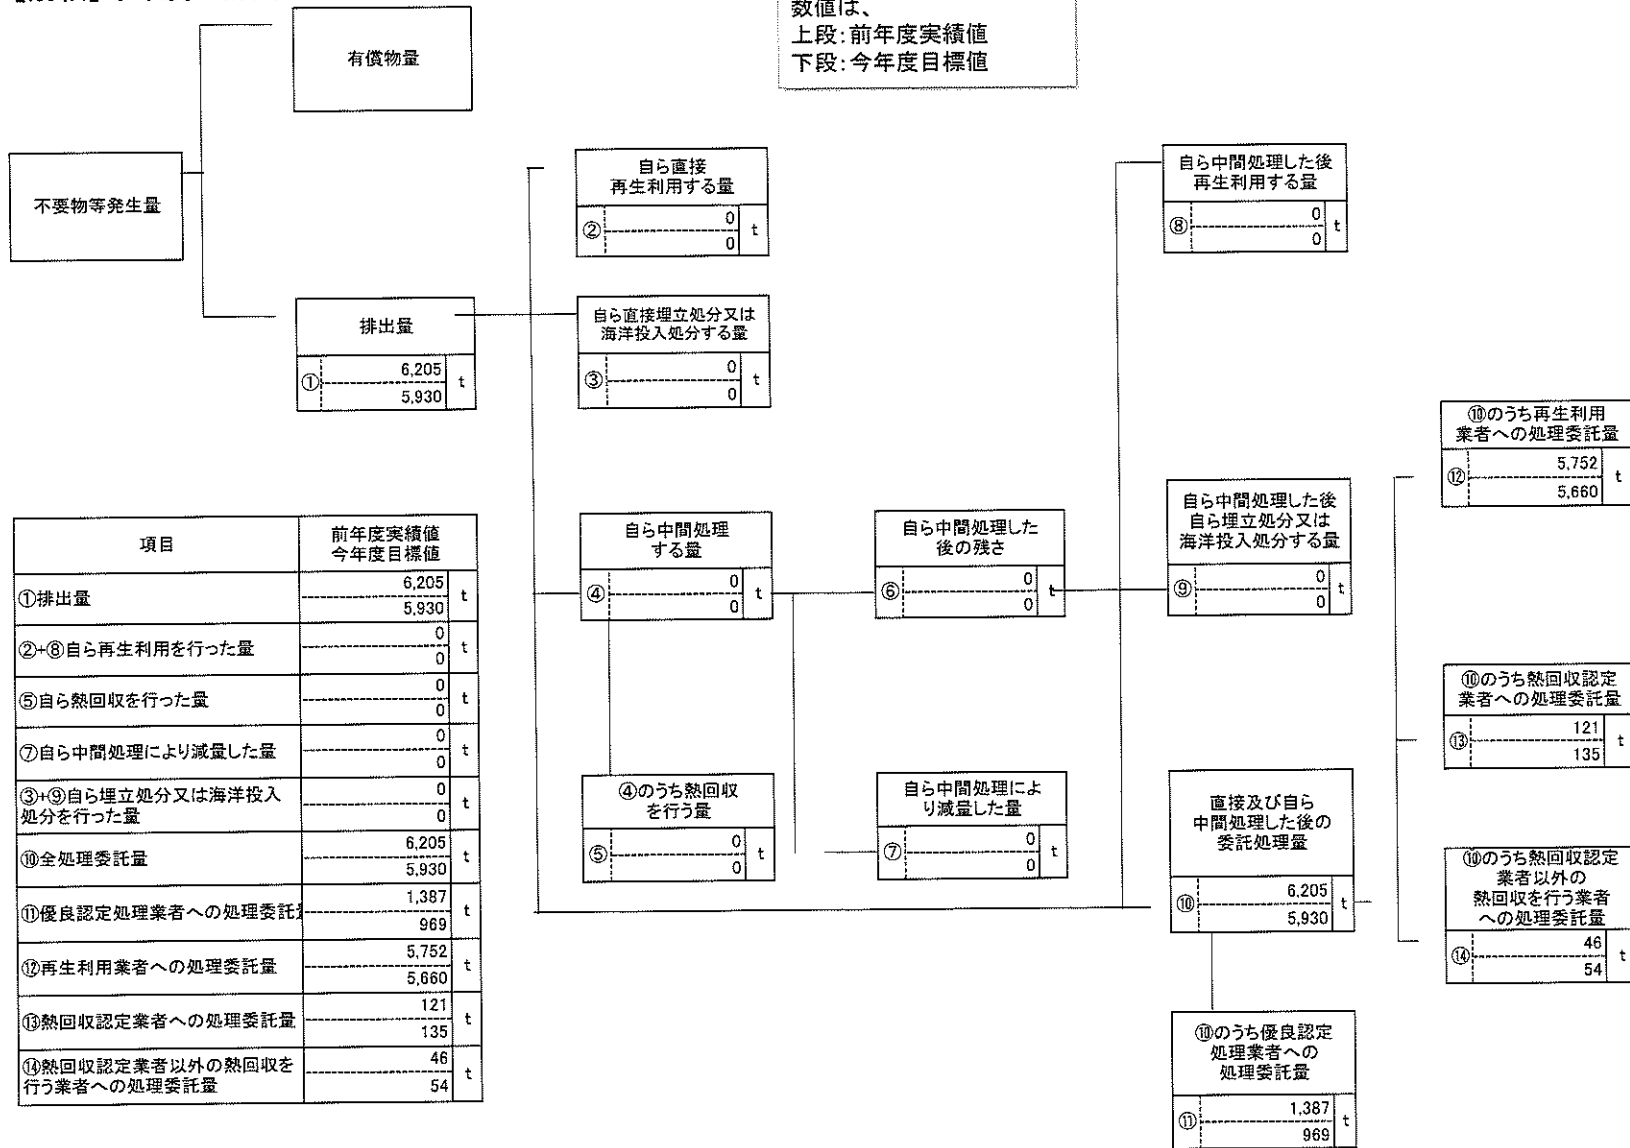 数値は、
上段:前年度実績値
下段:今年度目標値
有償物量
不要物等発生量
排出量
①
6,205
5,930
t
自ら直接
再生利用する量
②
0
0
t
自ら直接埋立処分又は
海洋投入処分する量
③
0
0
t
自ら中間処理
する量
④
0
0
t
④のうち熱回収
を行う量
⑤
0
0
t
自ら中間処理した
後の残さ
⑥
0
0
t
自ら中間処理によ
り減量した量
⑦
0
0
t
自ら中間処理した後
再生利用する量
⑧
0
0
t
自ら中間処理した後
自ら埋立処分又は
海洋投入処分する量
⑨
0
0
t
直接及び自ら
中間処理した後の
委託処理量
⑩
6,205
5,930
t
⑩のうち優良認定
処理業者への
処理委託量
⑪
1,387
969
t
⑩のうち再生利用
業者への処理委託量
⑫
5,752
5,660
t
⑩のうち熱回収認定
業者への処理委託量
⑬
121
135
t
⑩のうち熱回収認定
業者以外の
熱回収を行う業者
への処理委託量
⑭
46
54
t
項目
前年度実績値
今年度目標値
①排出量
6,205
5,930
t
②+⑧自ら再生利用を行った量
0
0
t
⑤自ら熱回収を行った量
0
0
t
⑦自ら中間処理により減量した量
0
0
t
③+⑨自ら埋立処分又は海洋投入
処分を行った量
0
0
t
⑩全処理委託量
6,205
5,930
t
⑪優良認定処理業者への処理委託
1,387
969
t
⑫再生利用業者への処理委託量
5,752
5,660
t
⑬熱回収認定業者への処理委託量
121
135
t
⑭熱回収認定業者以外の熱回収を
行う業者への処理委託量
46
54
t